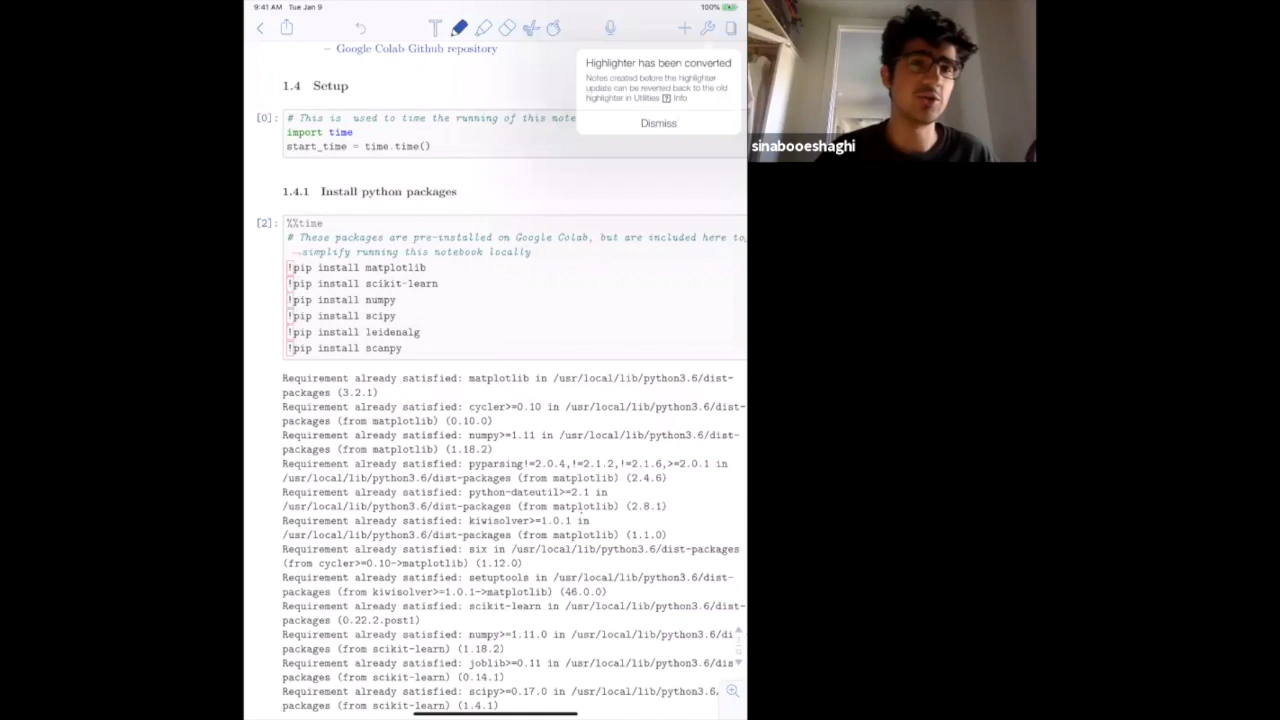 9:41 AM Tue Jan 9
100%
– Google Colab Github repository
Highlighter has been converted
Notes created before the highlighter
update can be reverted back to the old
highlighter in Utilities ? Info
Dismiss
sinabooeshaghi
1.4 Setup
[0]: # This is used to time the running of this note
import time
start_time = time.time()
1.4.1 Install python packages
[2]: %%time
# These packages are pre-installed on Google Colab, but are included here to
simplify running this notebook locally
!pip install matplotlib
!pip install scikit-learn
!pip install numpy
!pip install scipy
!pip install leidenalg
!pip install scanpy
Requirement already satisfied: matplotlib in /usr/local/lib/python3.6/dist-
packages (3.2.1)
Requirement already satisfied: cycler>=0.10 in /usr/local/lib/python3.6/dist-
packages (from matplotlib) (0.10.0)
Requirement already satisfied: numpy>=1.11 in /usr/local/lib/python3.6/dist-
packages (from matplotlib) (1.18.2)
Requirement already satisfied: pyparsing!=2.0.4,!=2.1.2,!=2.1.6,>=2.0.1 in
/usr/local/lib/python3.6/dist-packages (from matplotlib) (2.4.6)
Requirement already satisfied: python-dateutil>=2.1 in
/usr/local/lib/python3.6/dist-packages (from matplotlib) (2.8.1)
Requirement already satisfied: kiwisolver>=1.0.1 in
/usr/local/lib/python3.6/dist-packages (from matplotlib) (1.1.0)
Requirement already satisfied: six in /usr/local/lib/python3.6/dist-packages
(from cycler>=0.10->matplotlib) (1.12.0)
Requirement already satisfied: setuptools in /usr/local/lib/python3.6/dist-
packages (from kiwisolver>=1.0.1->matplotlib) (46.0.0)
Requirement already satisfied: scikit-learn in /usr/local/lib/python3.6/dist-
packages (0.22.2.post1)
Requirement already satisfied: numpy>=1.11.0 in /usr/local/lib/python3.6/di
packages (from scikit-learn) (1.18.2)
Requirement already satisfied: joblib>=0.11 in /usr/local/lib/python3.6/dis
packages (from scikit-learn) (0.14.1)
Requirement already satisfied: scipy>=0.17.0 in /usr/local/lib/python3.6/
packages (from scikit-learn) (1.4.1)